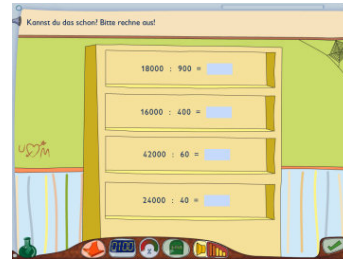 Kannst du das schon? Bitte rechne aus!
18000 : 900 =
16000 : 400 =
42000 : 60 =
24000 : 40 =
U♡M